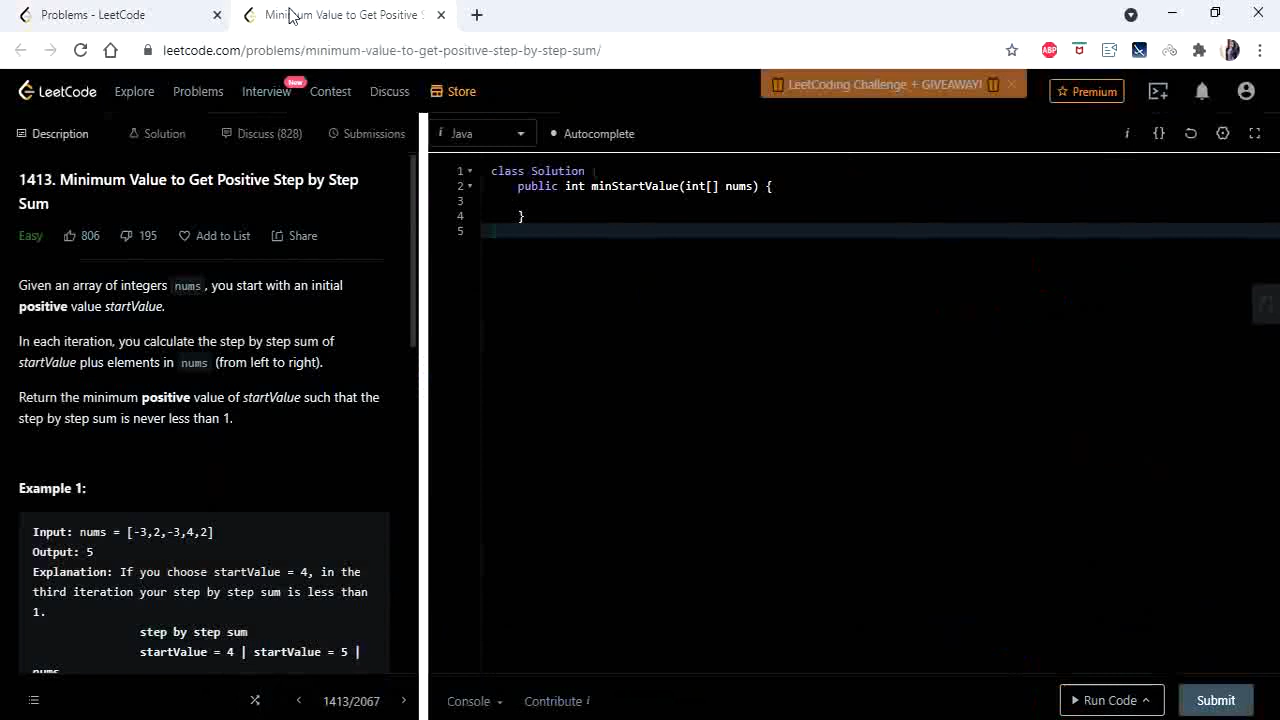 Problems - LeetCode
Minimum Value to Get Positive S
leetcode.com/problems/minimum-value-to-get-positive-step-by-step-sum/
ABP
LeetCode
Explore
Problems
Interview
New
Contest
Discuss
Store
LeetCoding Challenge + GIVEAWAY!
Premium
Description
Solution
Discuss (828)
Submissions
i Java
Autocomplete
i {}
1413. Minimum Value to Get Positive Step by Step
Sum
Easy
806
195
Add to List
Share
Given an array of integers nums, you start with an initial
positive value startValue.
In each iteration, you calculate the step by step sum of
startValue plus elements in nums (from left to right).
Return the minimum positive value of startValue such that the
step by step sum is never less than 1.
Example 1:
Input: nums = [-3,2,-3,4,2]
Output: 5
Explanation: If you choose startValue = 4, in the
third iteration your step by step sum is less than
1.
step by step sum
startValue = 4 | startValue = 5 |
nums
1 class Solution {
2 public int minStartValue(int[] nums) {
3
4 }
5
1413/2067
Console
Contribute i
Run Code
Submit